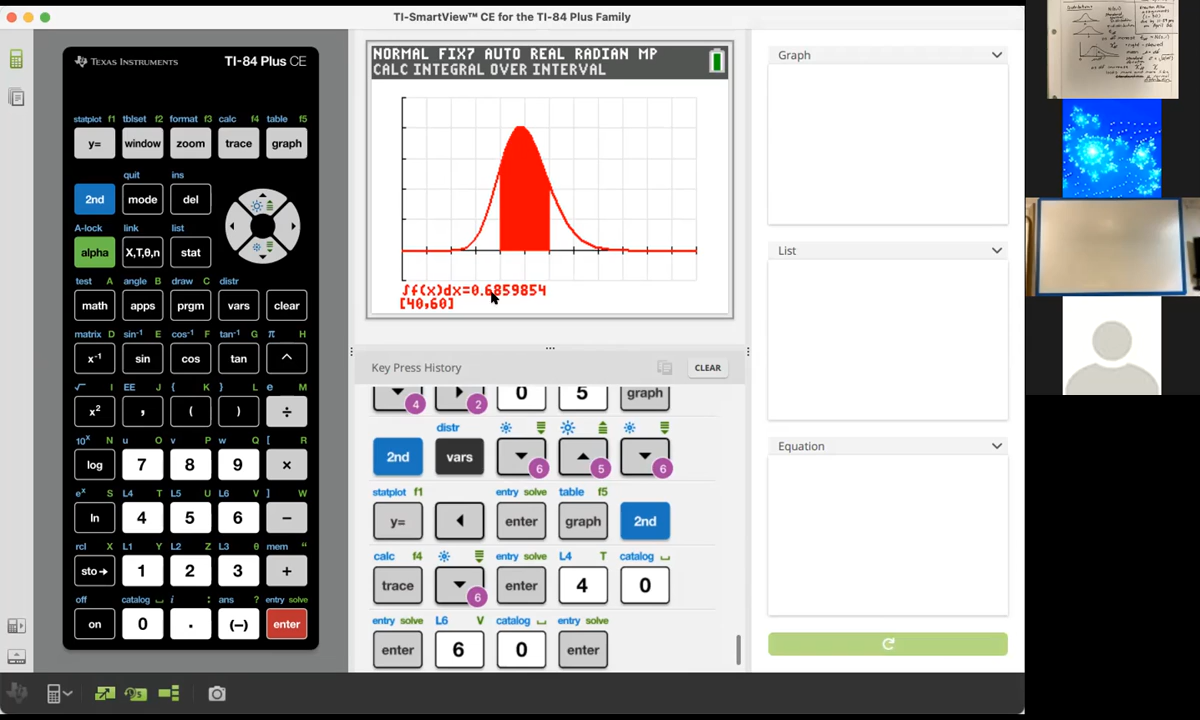 TI-SmartView™ CE for the TI-84 Plus Family
TEXAS INSTRUMENTS TI-84 Plus CE
statplot f1 tblset f2 format f3 calc f4 table f5
y= window zoom trace graph
quit ins
2nd mode del
A-lock link list
alpha X,T,θ,n stat
test A angle B draw C distr
math apps prgm vars clear
matrix D sin⁻¹ E cos⁻¹ F tan⁻¹ G π H
x⁻¹ sin cos tan ^
√ I EE J { K } L e M
x² , ( ) ÷
10ˣ N u O v P w Q [ R
log 7 8 9 ×
eˣ S L4 T L5 U L6 V ] W
ln 4 5 6 −
rcl X L1 Y L2 Z L3 θ mem "
sto→ 1 2 3 +
off catalog i : ans ? entry solve
on 0 . (−) enter
NORMAL FIX7 AUTO REAL RADIAN MP
CALC INTEGRAL OVER INTERVAL
∫f(x)dx=0.6859854
[40,60]
Key Press History
CLEAR
4 2 0 5 graph
distr
2nd vars 6 5 6
statplot f1 entry solve table f5
y= enter graph 2nd
calc f4 entry solve L4 T catalog
trace 6 enter 4 0
entry solve L6 V catalog entry solve
enter 6 0 enter
Graph
List
Equation